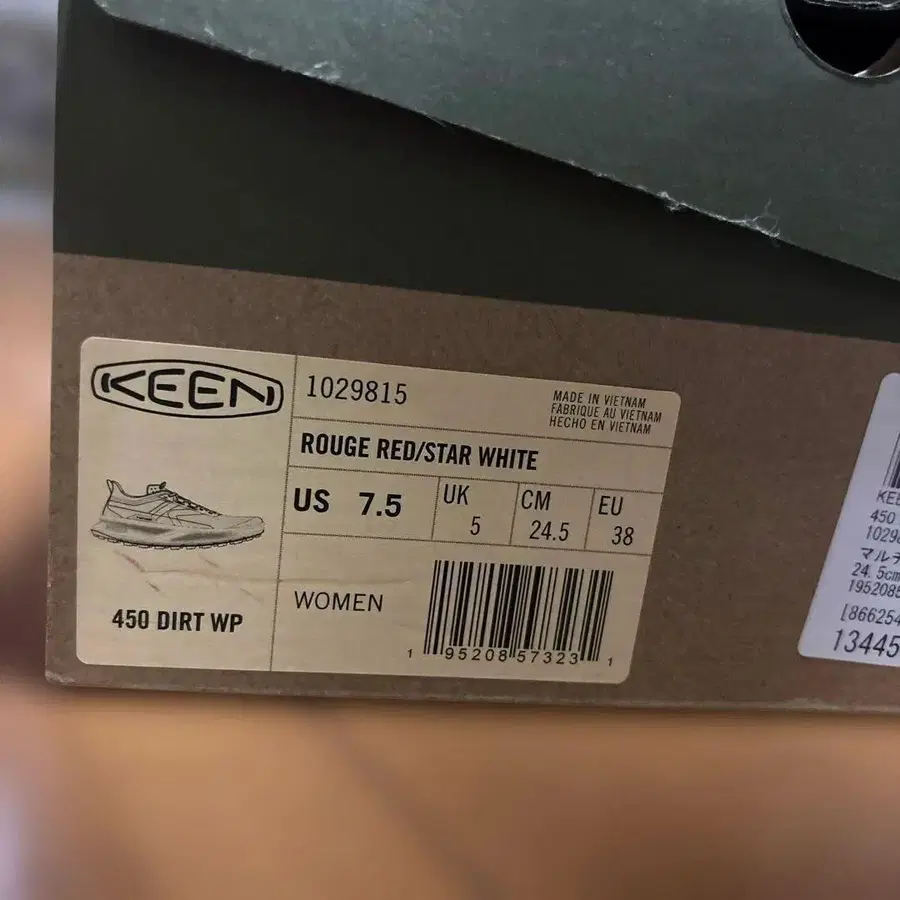 KEEN
1029815
MADE IN VIETNAM
FABRIQUE AU VIETNAM
HECHO EN VIETNAM
ROUGE RED/STAR WHITE
US 7.5
UK 5
CM 24.5
EU 38
450 DIRT WP
WOMEN
1 95208 57323 1
450
マルチ
24.5cm